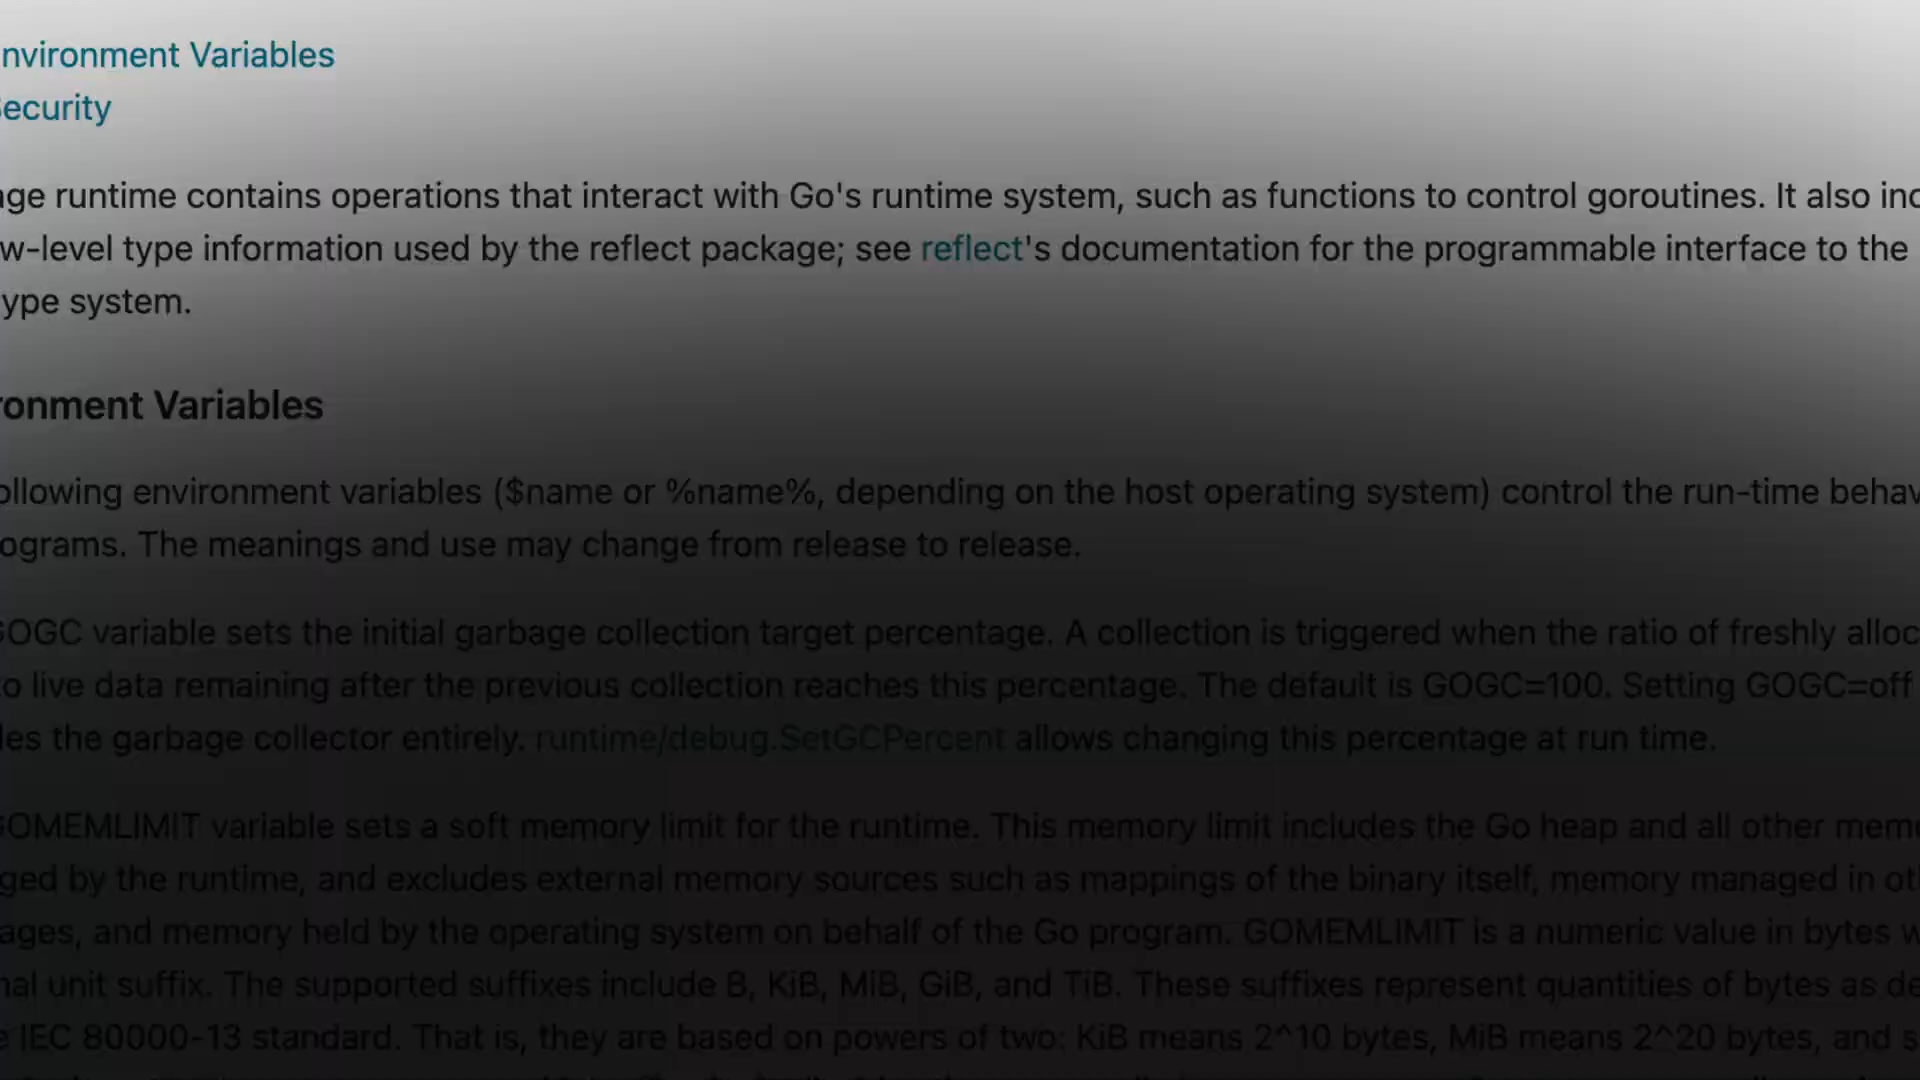 nvironment Variables
ecurity
age runtime contains operations that interact with Go's runtime system, such as functions to control goroutines. It also inc
w-level type information used by the reflect package; see reflect's documentation for the programmable interface to the
ype system.
ronment Variables
ollowing environment variables ($name or %name%, depending on the host operating system) control the run-time behav
ograms. The meanings and use may change from release to release.
GOGC variable sets the initial garbage collection target percentage. A collection is triggered when the ratio of freshly alloc
o live data remaining after the previous collection reaches this percentage. The default is GOGC=100. Setting GOGC=off
les the garbage collector entirely. runtime/debug.SetGCPercent allows changing this percentage at run time.
GOMEMLIMIT variable sets a soft memory limit for the runtime. This memory limit includes the Go heap and all other mem
ged by the runtime, and excludes external memory sources such as mappings of the binary itself, memory managed in ot
ages, and memory held by the operating system on behalf of the Go program. GOMEMLIMIT is a numeric value in bytes w
nal unit suffix. The supported suffixes include B, KiB, MiB, GiB, and TiB. These suffixes represent quantities of bytes as de
e IEC 80000-13 standard. That is, they are based on powers of two: KiB means 2^10 bytes, MiB means 2^20 bytes, and s